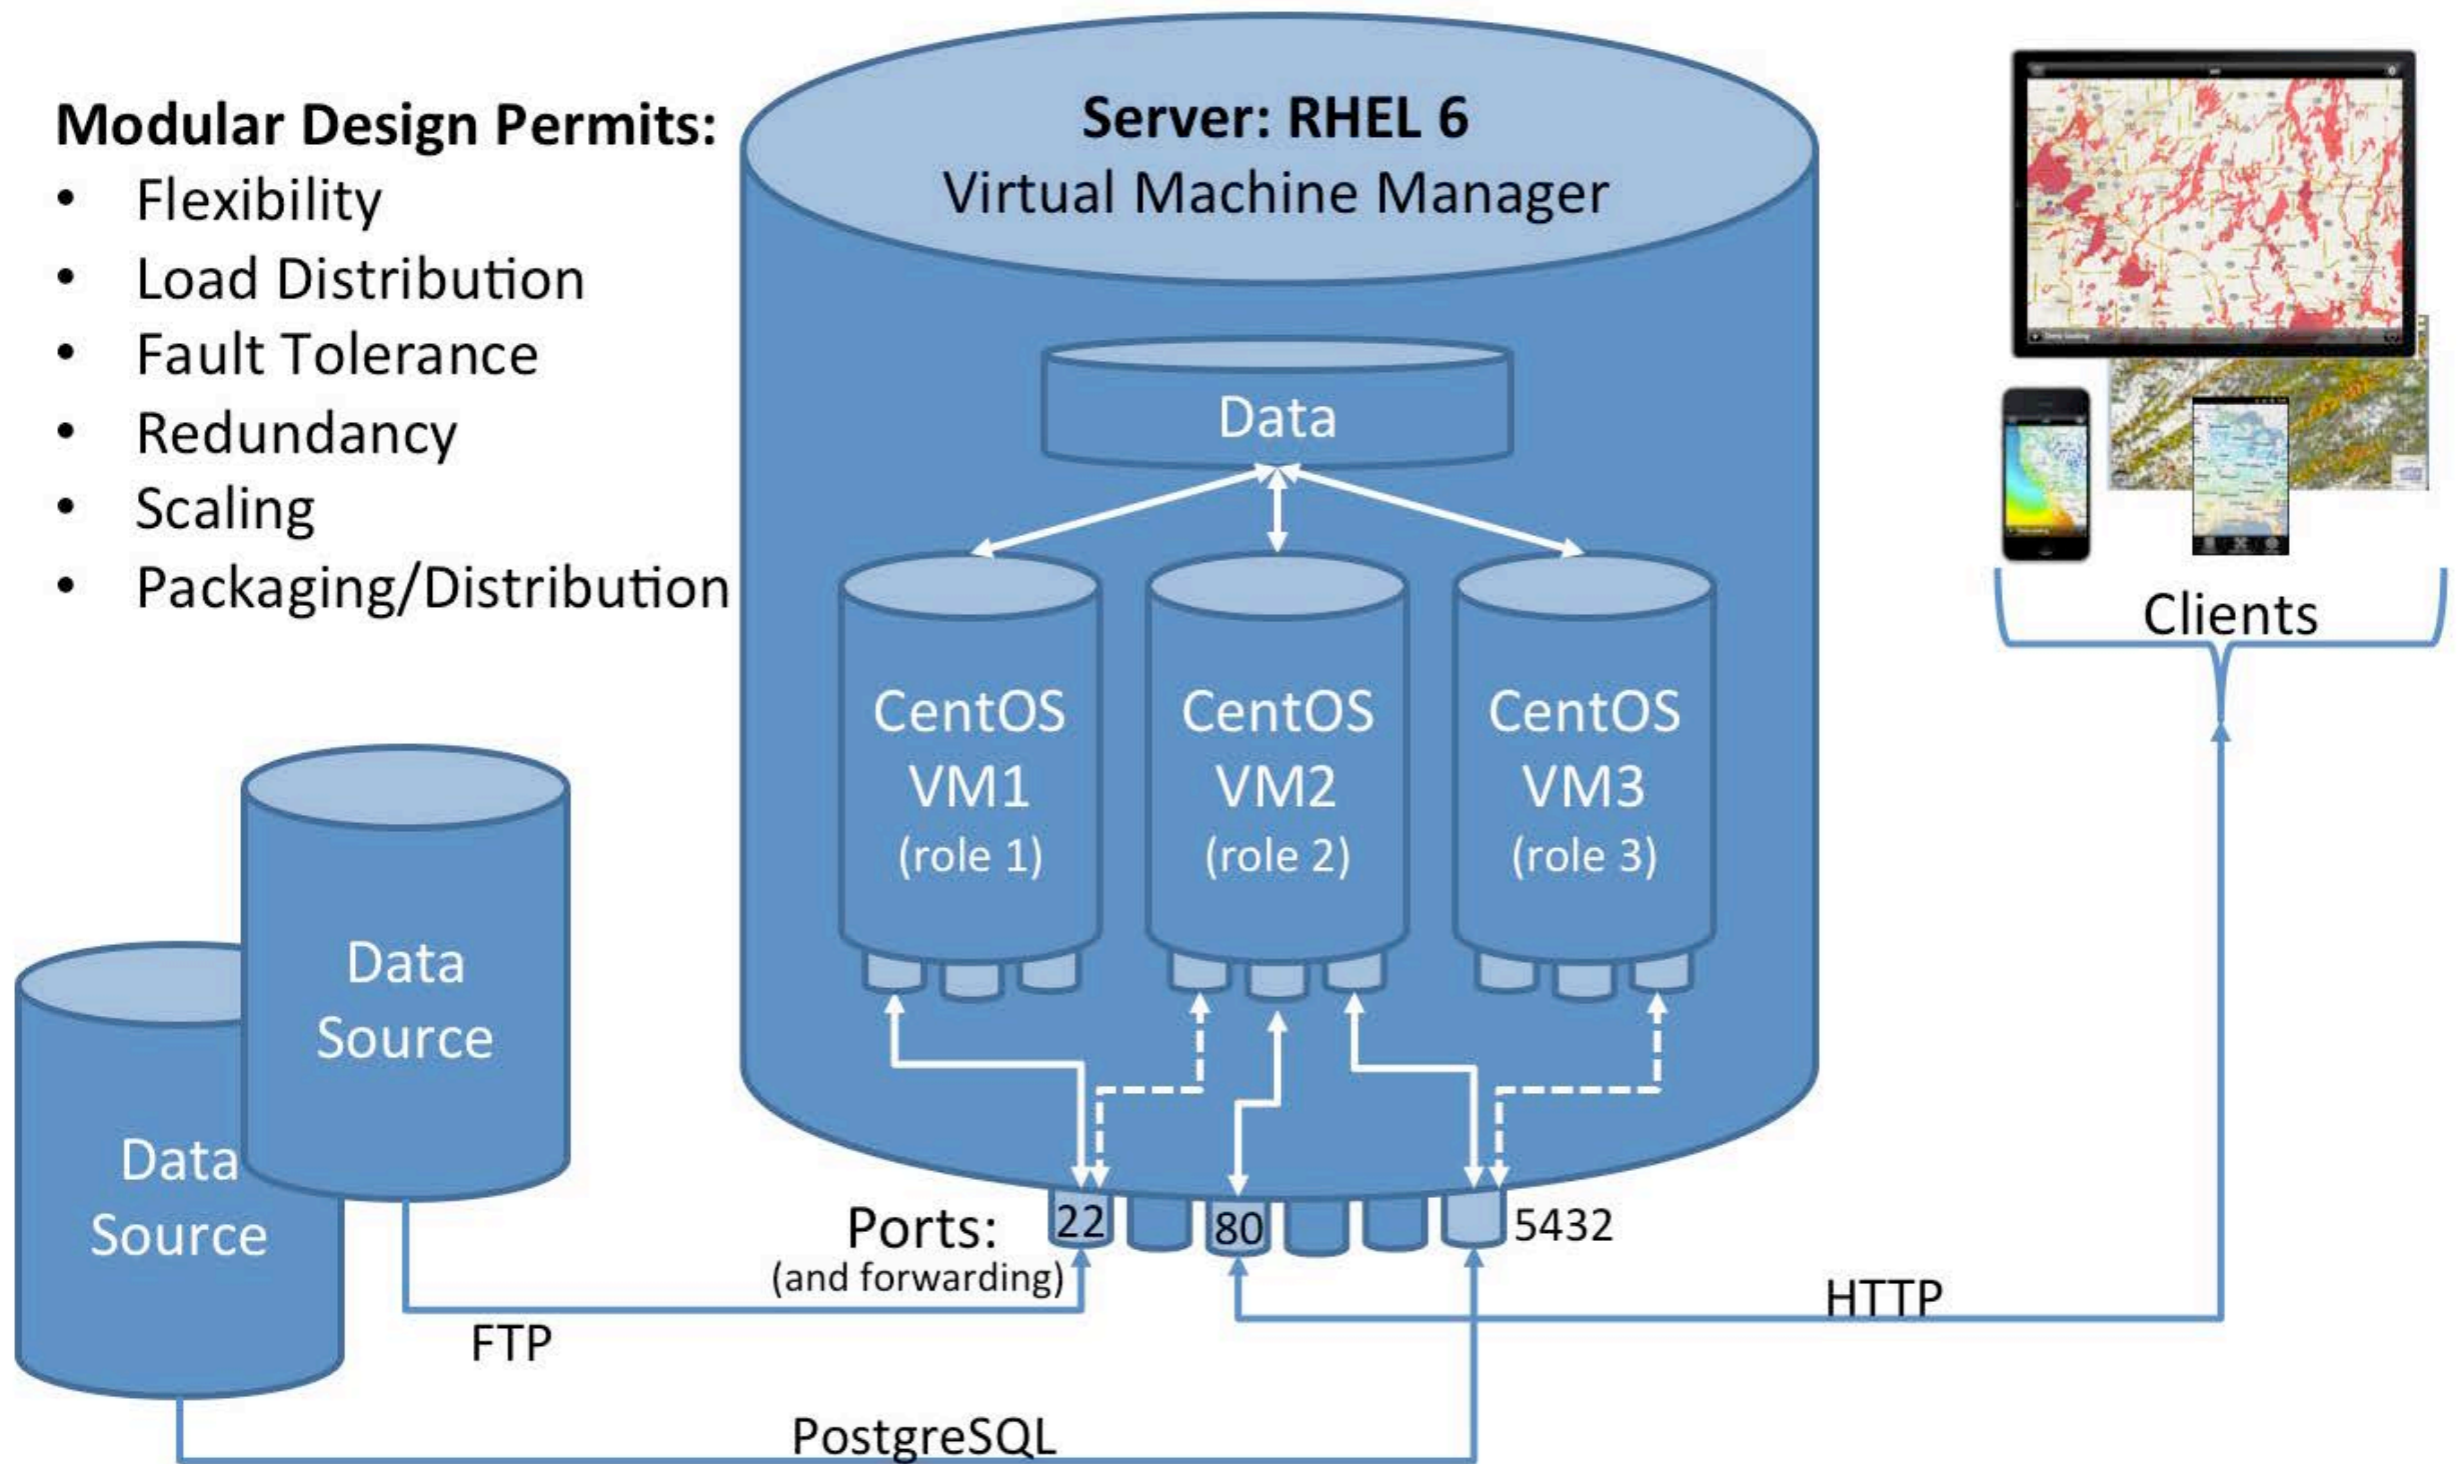 Modular Design Permits:
• Flexibility
• Load Distribution
• Fault Tolerance
• Redundancy
• Scaling
• Packaging/Distribution
Server: RHEL 6
Virtual Machine Manager
Data
CentOS
VM1
(role 1)
CentOS
VM2
(role 2)
CentOS
VM3
(role 3)
Clients
Data
Source
Data
Source
Ports:
(and forwarding)
22
80
5432
FTP
HTTP
PostgreSQL